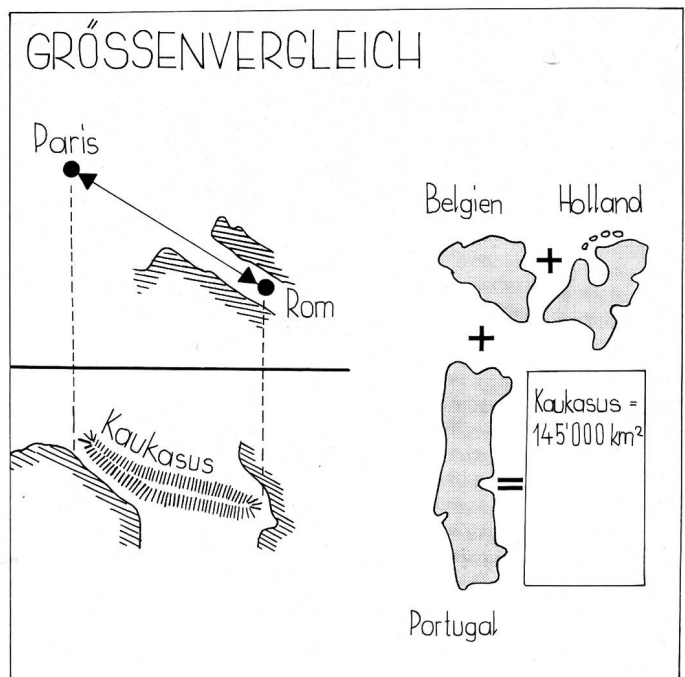 GRÖSSENVERGLEICH
Paris
Rom
Kaukasus
Belgien
Holland
+
+
Kaukasus =
145'000 km²
=
Portugal